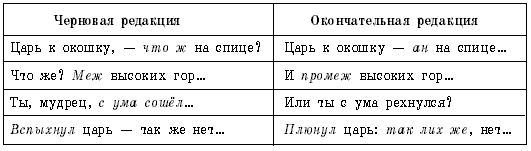 Черновая редакция Окончательная редакция
Царь к окошку, — что ж на спице? Царь к окошку — ан на спице...
Что же? Меж высоких гор... И промеж высоких гор...
Ты, мудрец, с ума сошёл... Или ты с ума рехнулся?
Вспыхнул царь — так же нет... Плюнул царь: так лих же, нет...